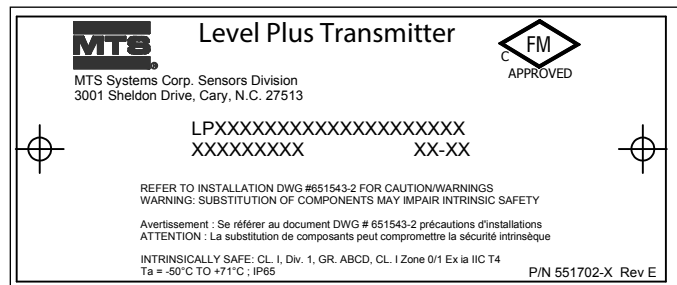 MTS
Level Plus Transmitter
FM
C
APPROVED
MTS Systems Corp. Sensors Division
3001 Sheldon Drive, Cary, N.C. 27513
LPXXXXXXXXXXXXXXXXXXXX
XXXXXXXXX XX-XX
REFER TO INSTALLATION DWG #651543-2 FOR CAUTION/WARNINGS
WARNING: SUBSTITUTION OF COMPONENTS MAY IMPAIR INTRINSIC SAFETY
Avertissement : Se référer au document DWG # 651543-2 précautions d'installations
ATTENTION : La substitution de composants peut compromettre la sécurité intrinsèque
INTRINSICALLY SAFE: CL. I, Div. 1, GR. ABCD, CL. I Zone 0/1 Ex ia IIC T4
Ta = -50°C TO +71°C ; IP65
P/N 551702-X Rev E